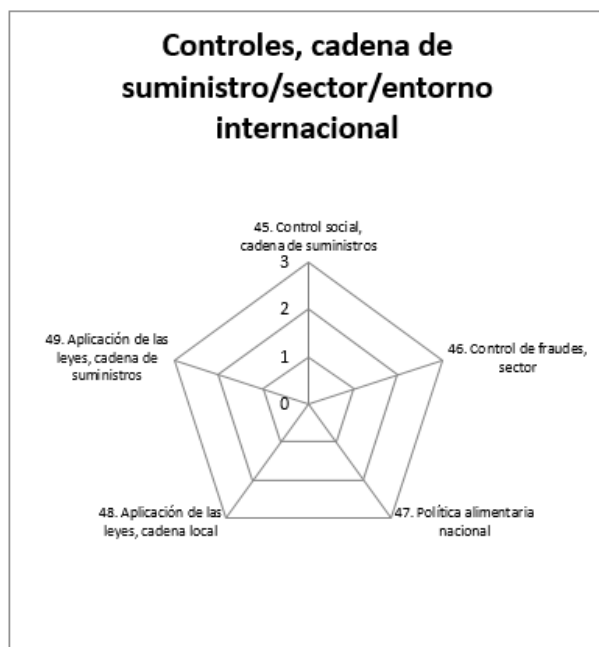 Controles, cadena de
suministro/sector/entorno
internacional
45. Control social,
cadena de suministros
3
2
1
0
46. Control de fraudes,
sector
47. Política alimentaria
nacional
48. Aplicación de las
leyes, cadena local
49. Aplicación de las
leyes, cadena de
suministros